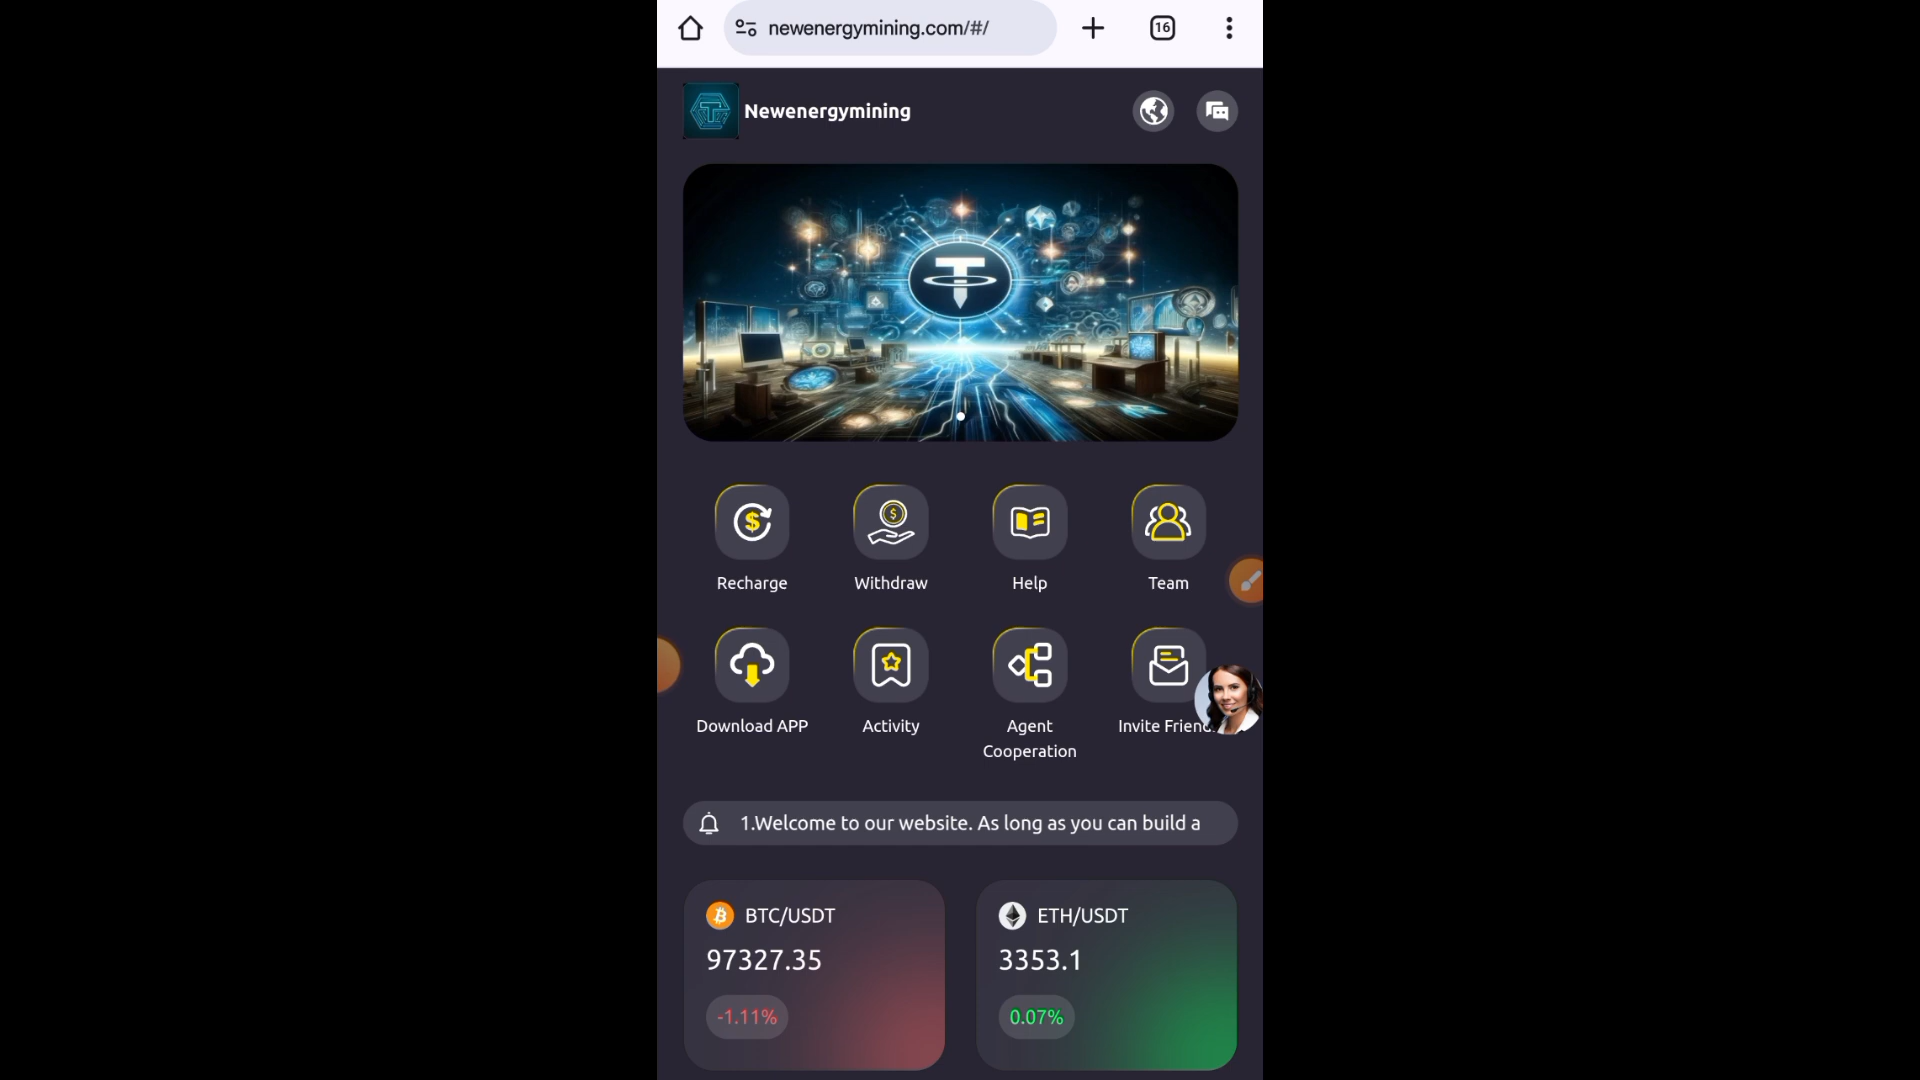 newenergymining.com/#/
16
Newenergymining
Recharge
Withdraw
Help
Team
Download APP
Activity
Agent
Cooperation
Invite Friend
1.Welcome to our website. As long as you can build a
BTC/USDT
97327.35
-1.11%
ETH/USDT
3353.1
0.07%